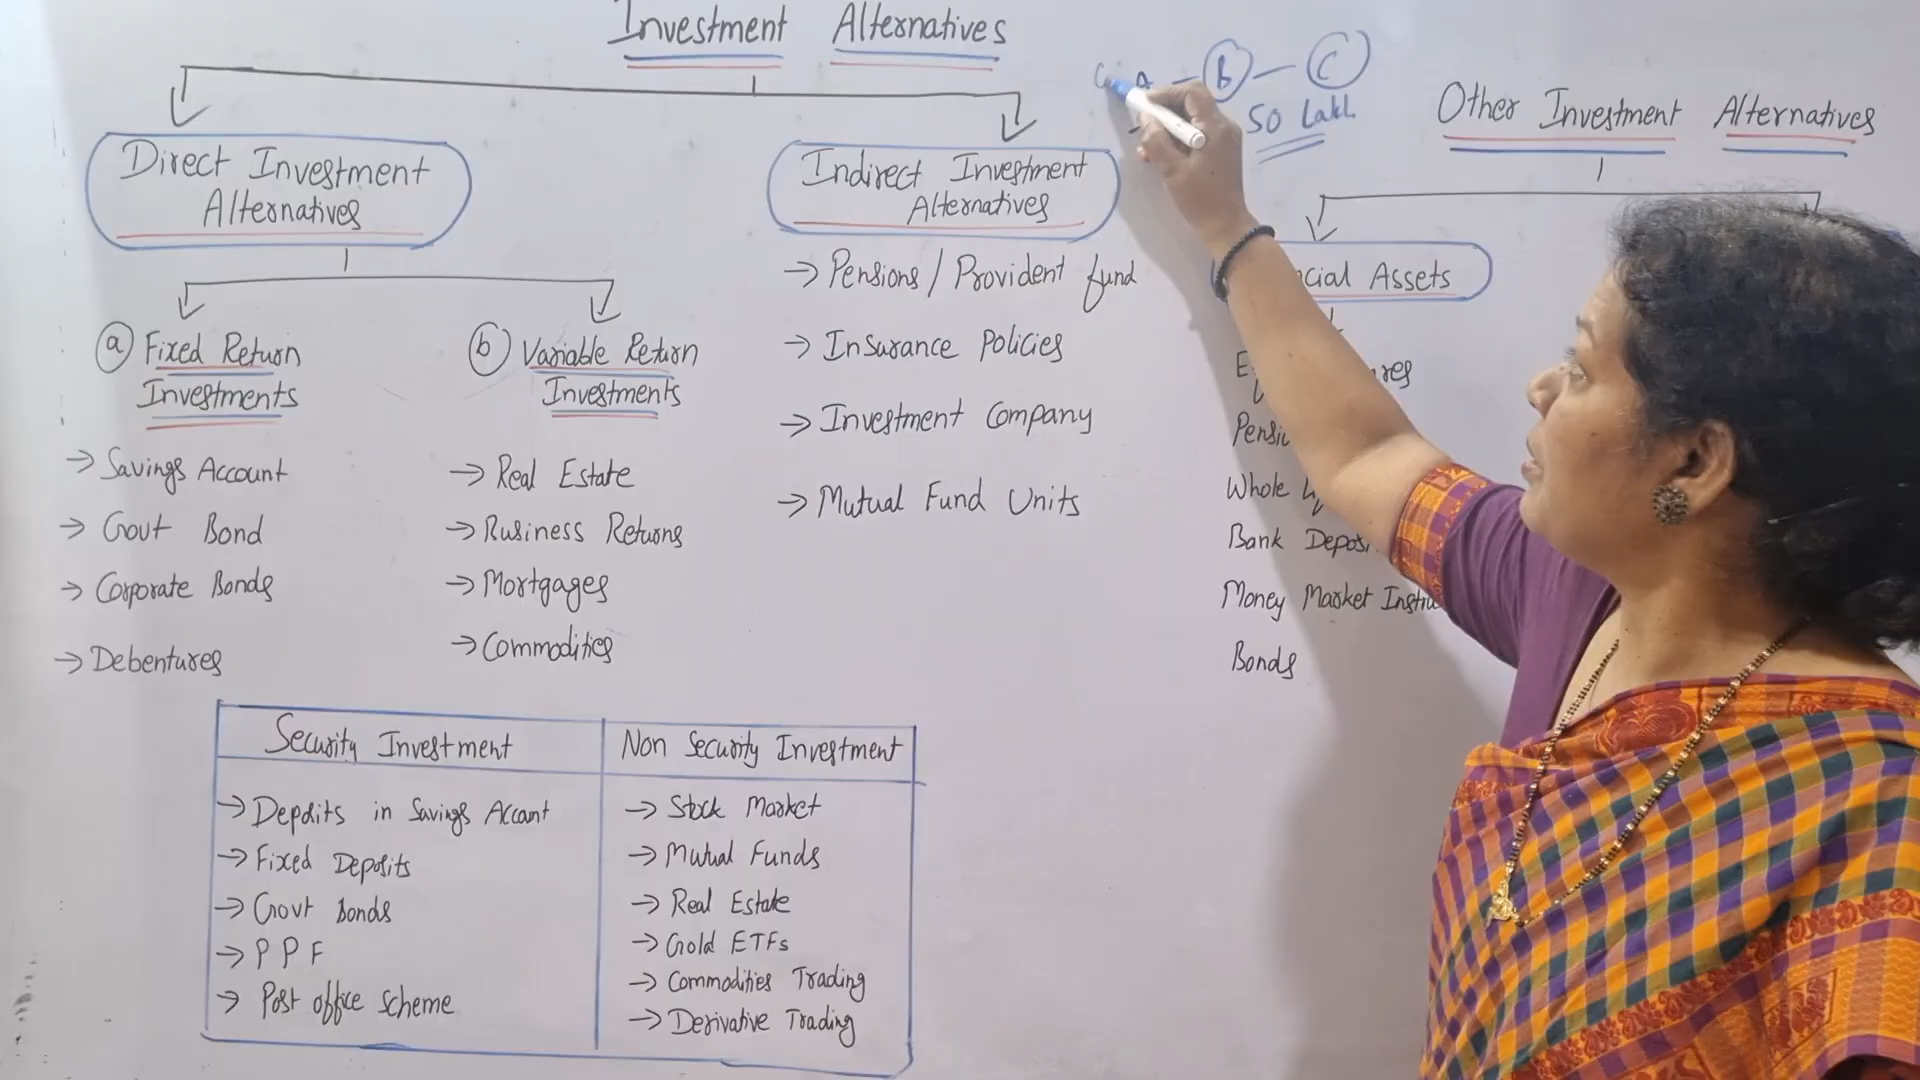 Investment Alternatives
Direct Investment
Alternatives
a Fixed Return
Investments
→ Savings Account
→ Govt Bond
→ Corporate Bonds
→ Debentures
b Variable Return
Investments
→ Real Estate
→ Business Returns
→ Mortgages
→ Commodities
Indirect Investment
Alternatives
→ Pensions / Provident fund
→ Insurance Policies
→ Investment Company
→ Mutual Fund Units
A — B — C
50 Lakh
Other Investment Alternatives
Assets
Whole
Bank
Money Market
Bonds
Security Investment
→ Deposits in Savings Account
→ Fixed Deposits
→ Govt Bonds
→ P P F
→ Post office Scheme
Non Security Investment
→ Stock Market
→ Mutual Funds
→ Real Estate
→ Gold ETFs
→ Commodities Trading
→ Derivative Trading